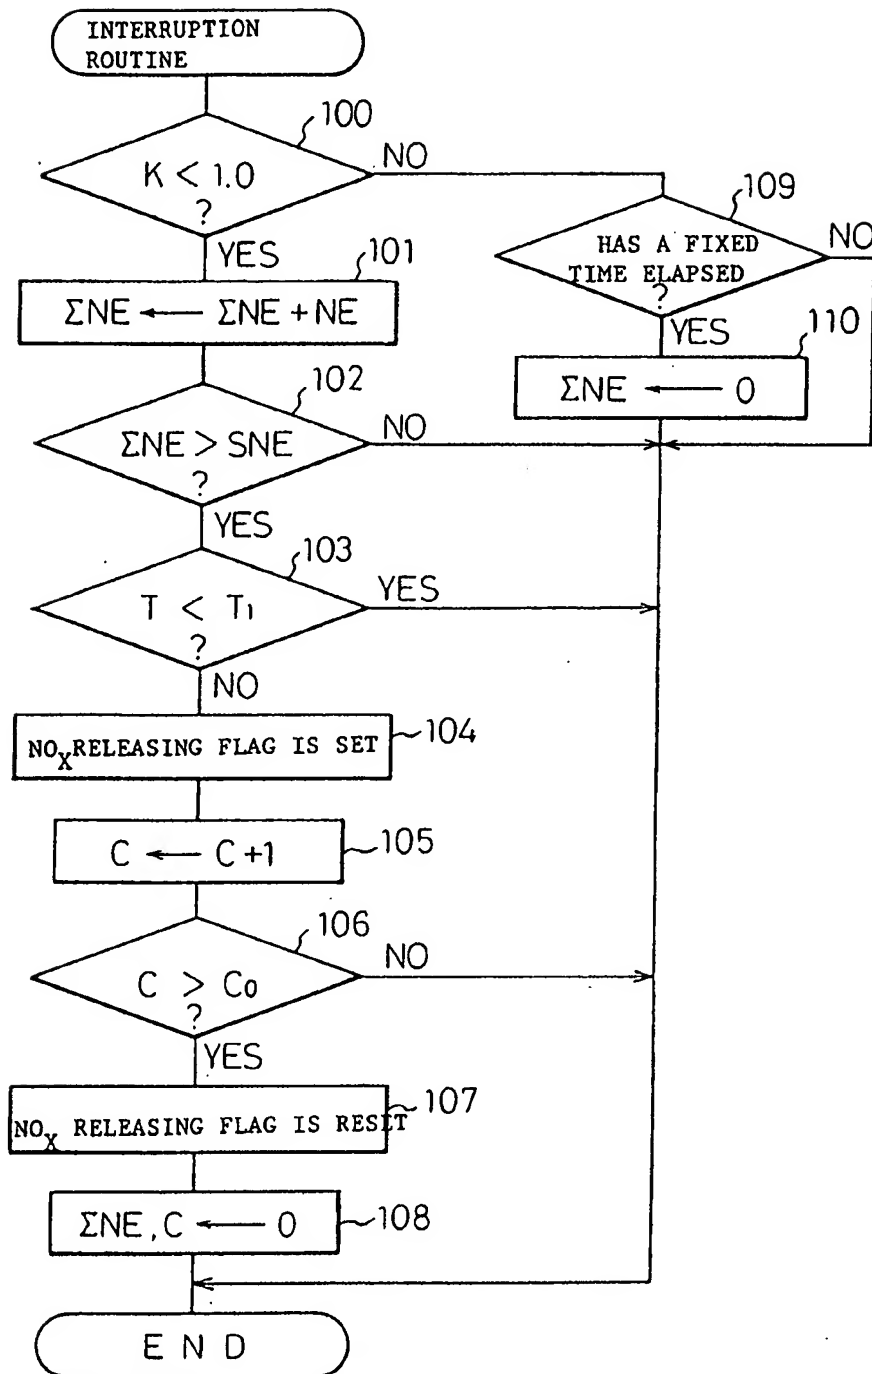 INTERRUPTION
ROUTINE
100
K < 1.0
?
NO
YES
109
HAS A FIXED
TIME ELAPSED
?
NO
YES
101
ΣNE ← ΣNE + NE
110
ΣNE ← 0
102
ΣNE > SNE
?
NO
YES
103
T < T₁
?
YES
NO
NOₓ RELEASING FLAG IS SET
104
C ← C+1
105
106
C > C₀
?
NO
YES
NOₓ RELEASING FLAG IS RESET
107
ΣNE, C ← 0
108
END